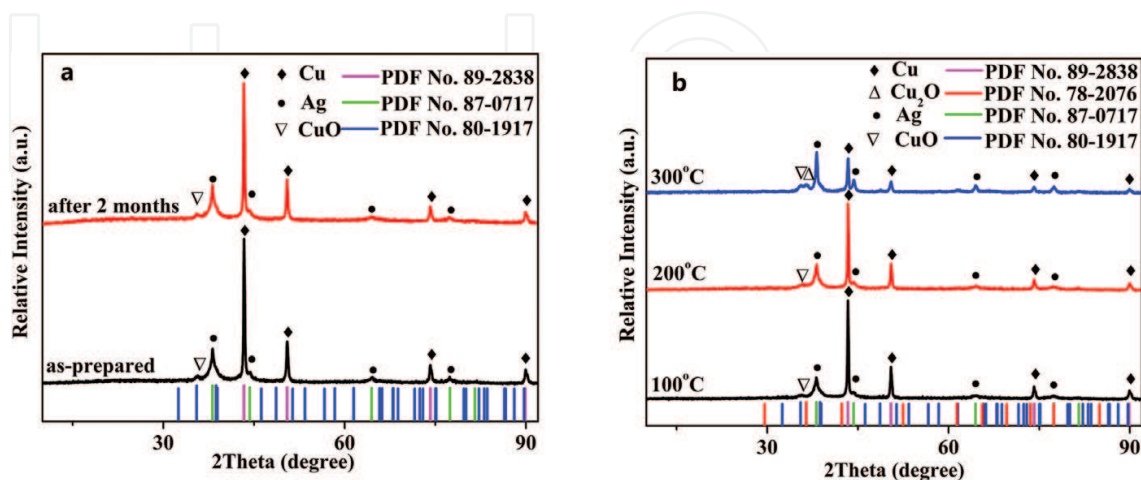 a
◆ Cu — PDF No. 89-2838
● Ag — PDF No. 87-0717
▽ CuO — PDF No. 80-1917
after 2 months
as-prepared
Relative Intensity (a.u.)
30 60 90
2Theta (degree)
b
◆ Cu — PDF No. 89-2838
△ Cu₂O — PDF No. 78-2076
● Ag — PDF No. 87-0717
▽ CuO — PDF No. 80-1917
300°C
200°C
100°C
Relative Intensity (a.u.)
30 60 90
2Theta (degree)